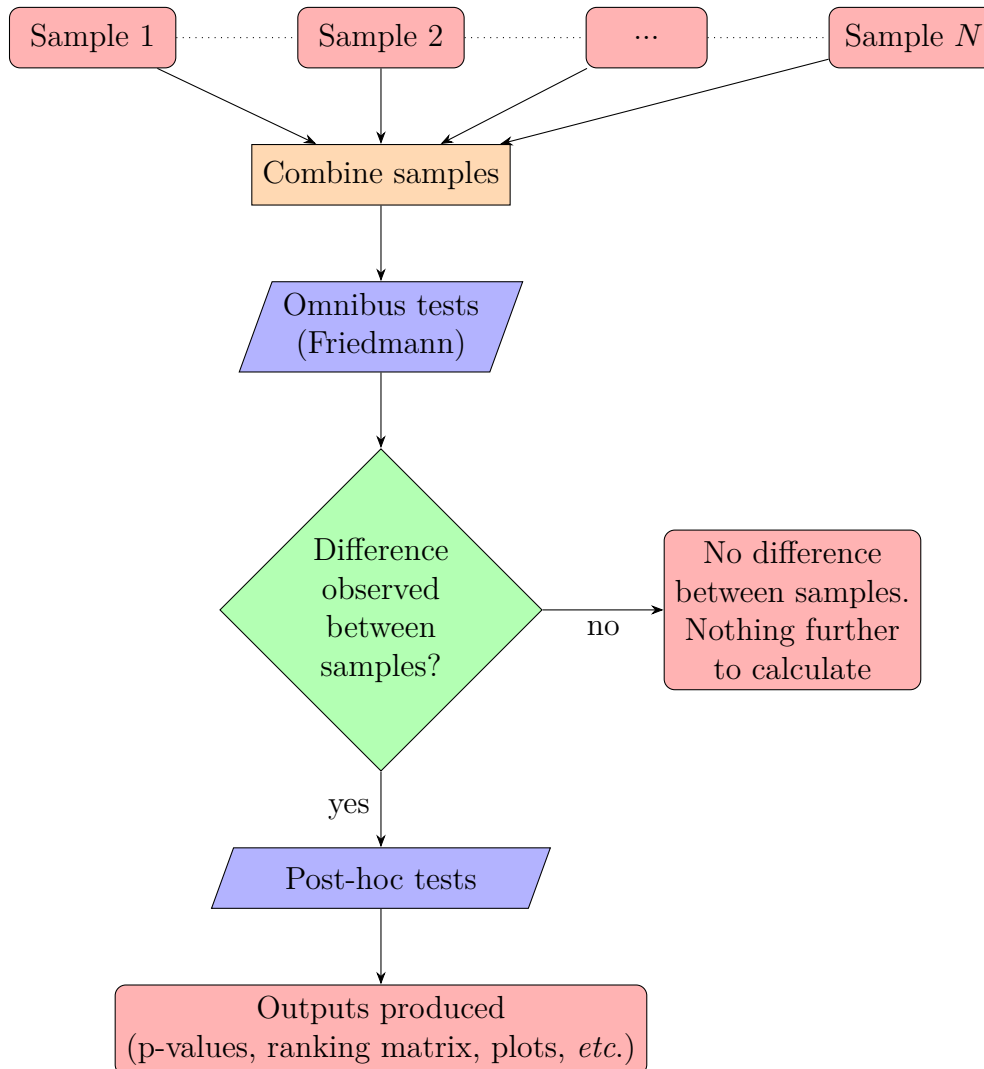 Sample 1
Sample 2
...
Sample N
Combine samples
Omnibus tests
(Friedmann)
Difference
observed
between
samples?
no
No difference
between samples.
Nothing further
to calculate
yes
Post-hoc tests
Outputs produced
(p-values, ranking matrix, plots, etc.)